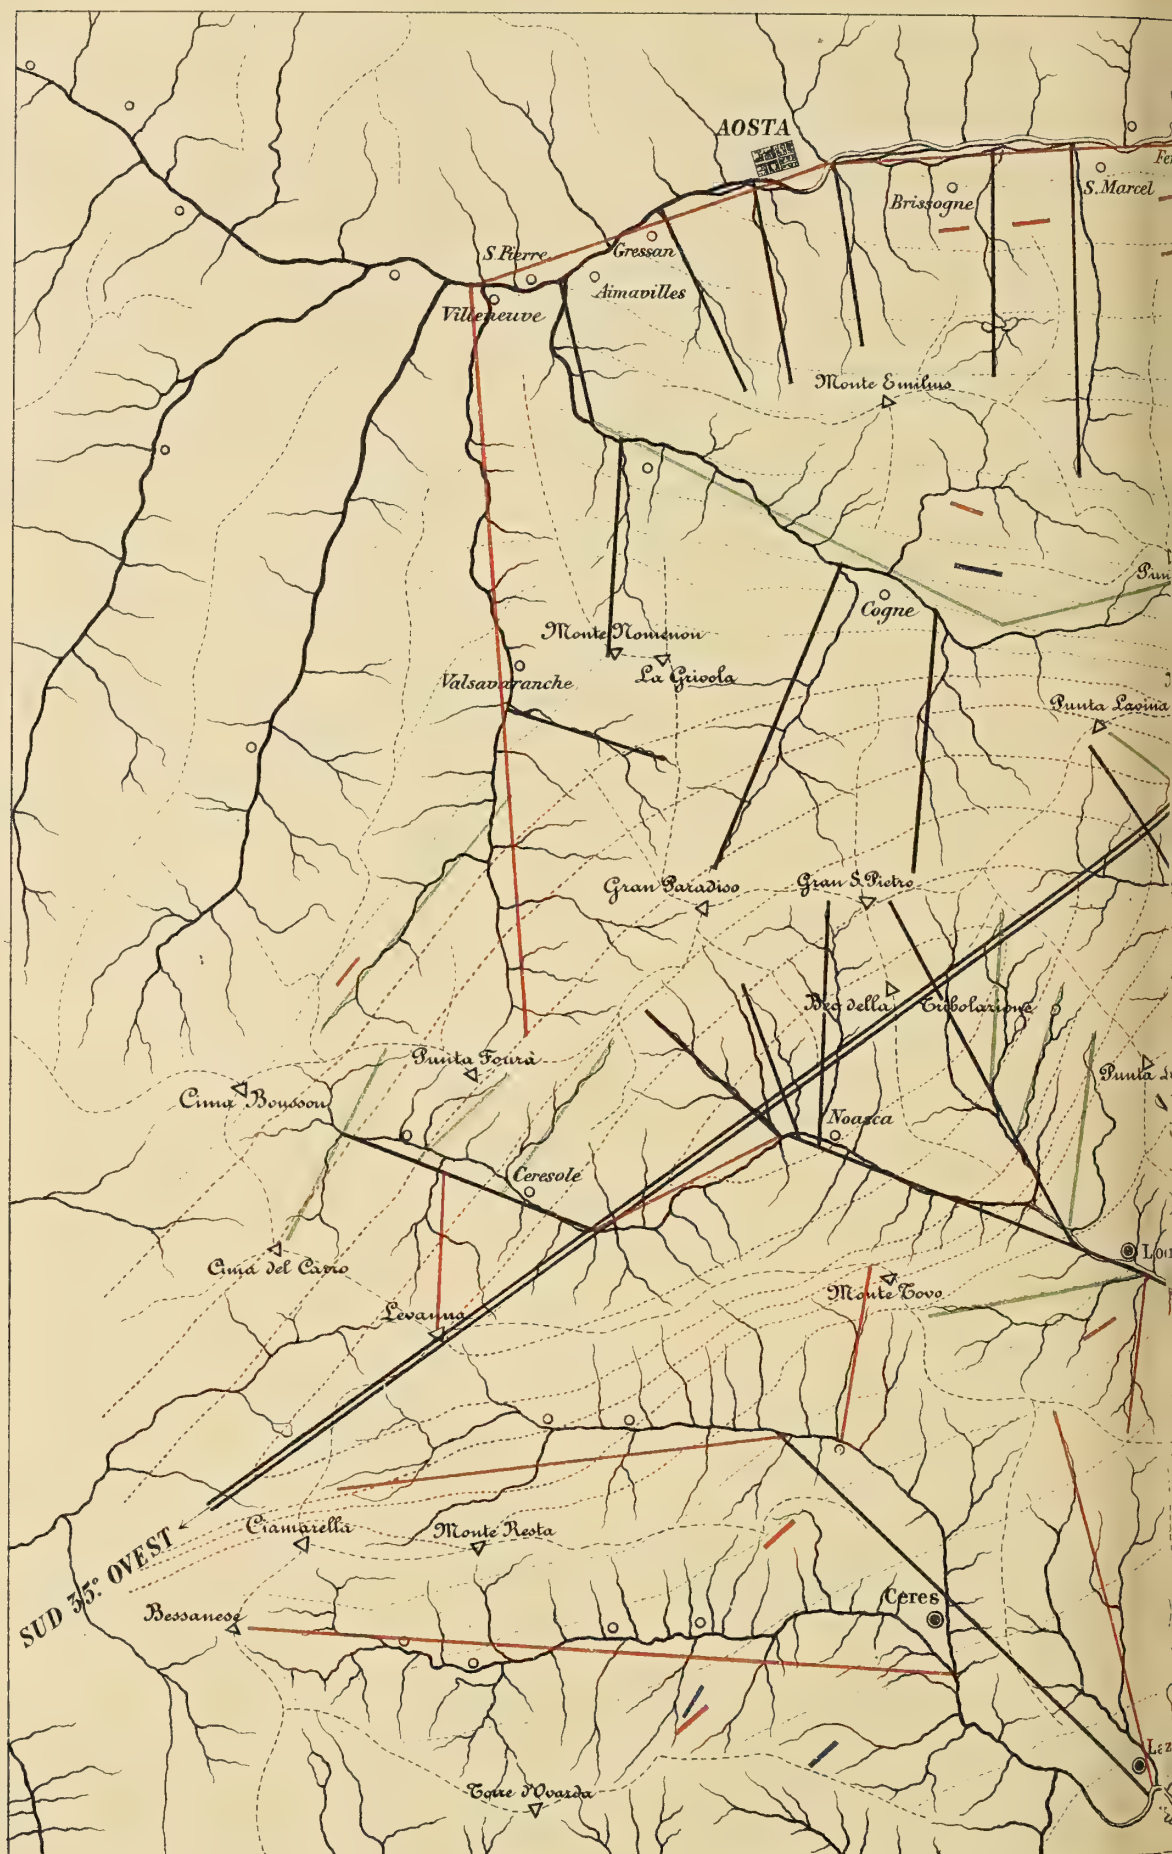 AOSTA
S. Marcel
Brissogne
S. Pierre
Gressan
Aimavilles
Villeneuve
Monte Emilius
Cogne
Monte Nomenon
La Grivola
Valsavaranche
Punta Lavina
Gran Paradiso
Gran S. Pietro
Bec della Tribolazione
Punta Fourà
Punta
Cima Bousson
Noasca
Ceresole
Cima del Carro
Monte Tovo
Levanna
Ciamarella
Monte Resta
SUD 35.° OVEST
Bessanese
Ceres
Torre d'Ovarda